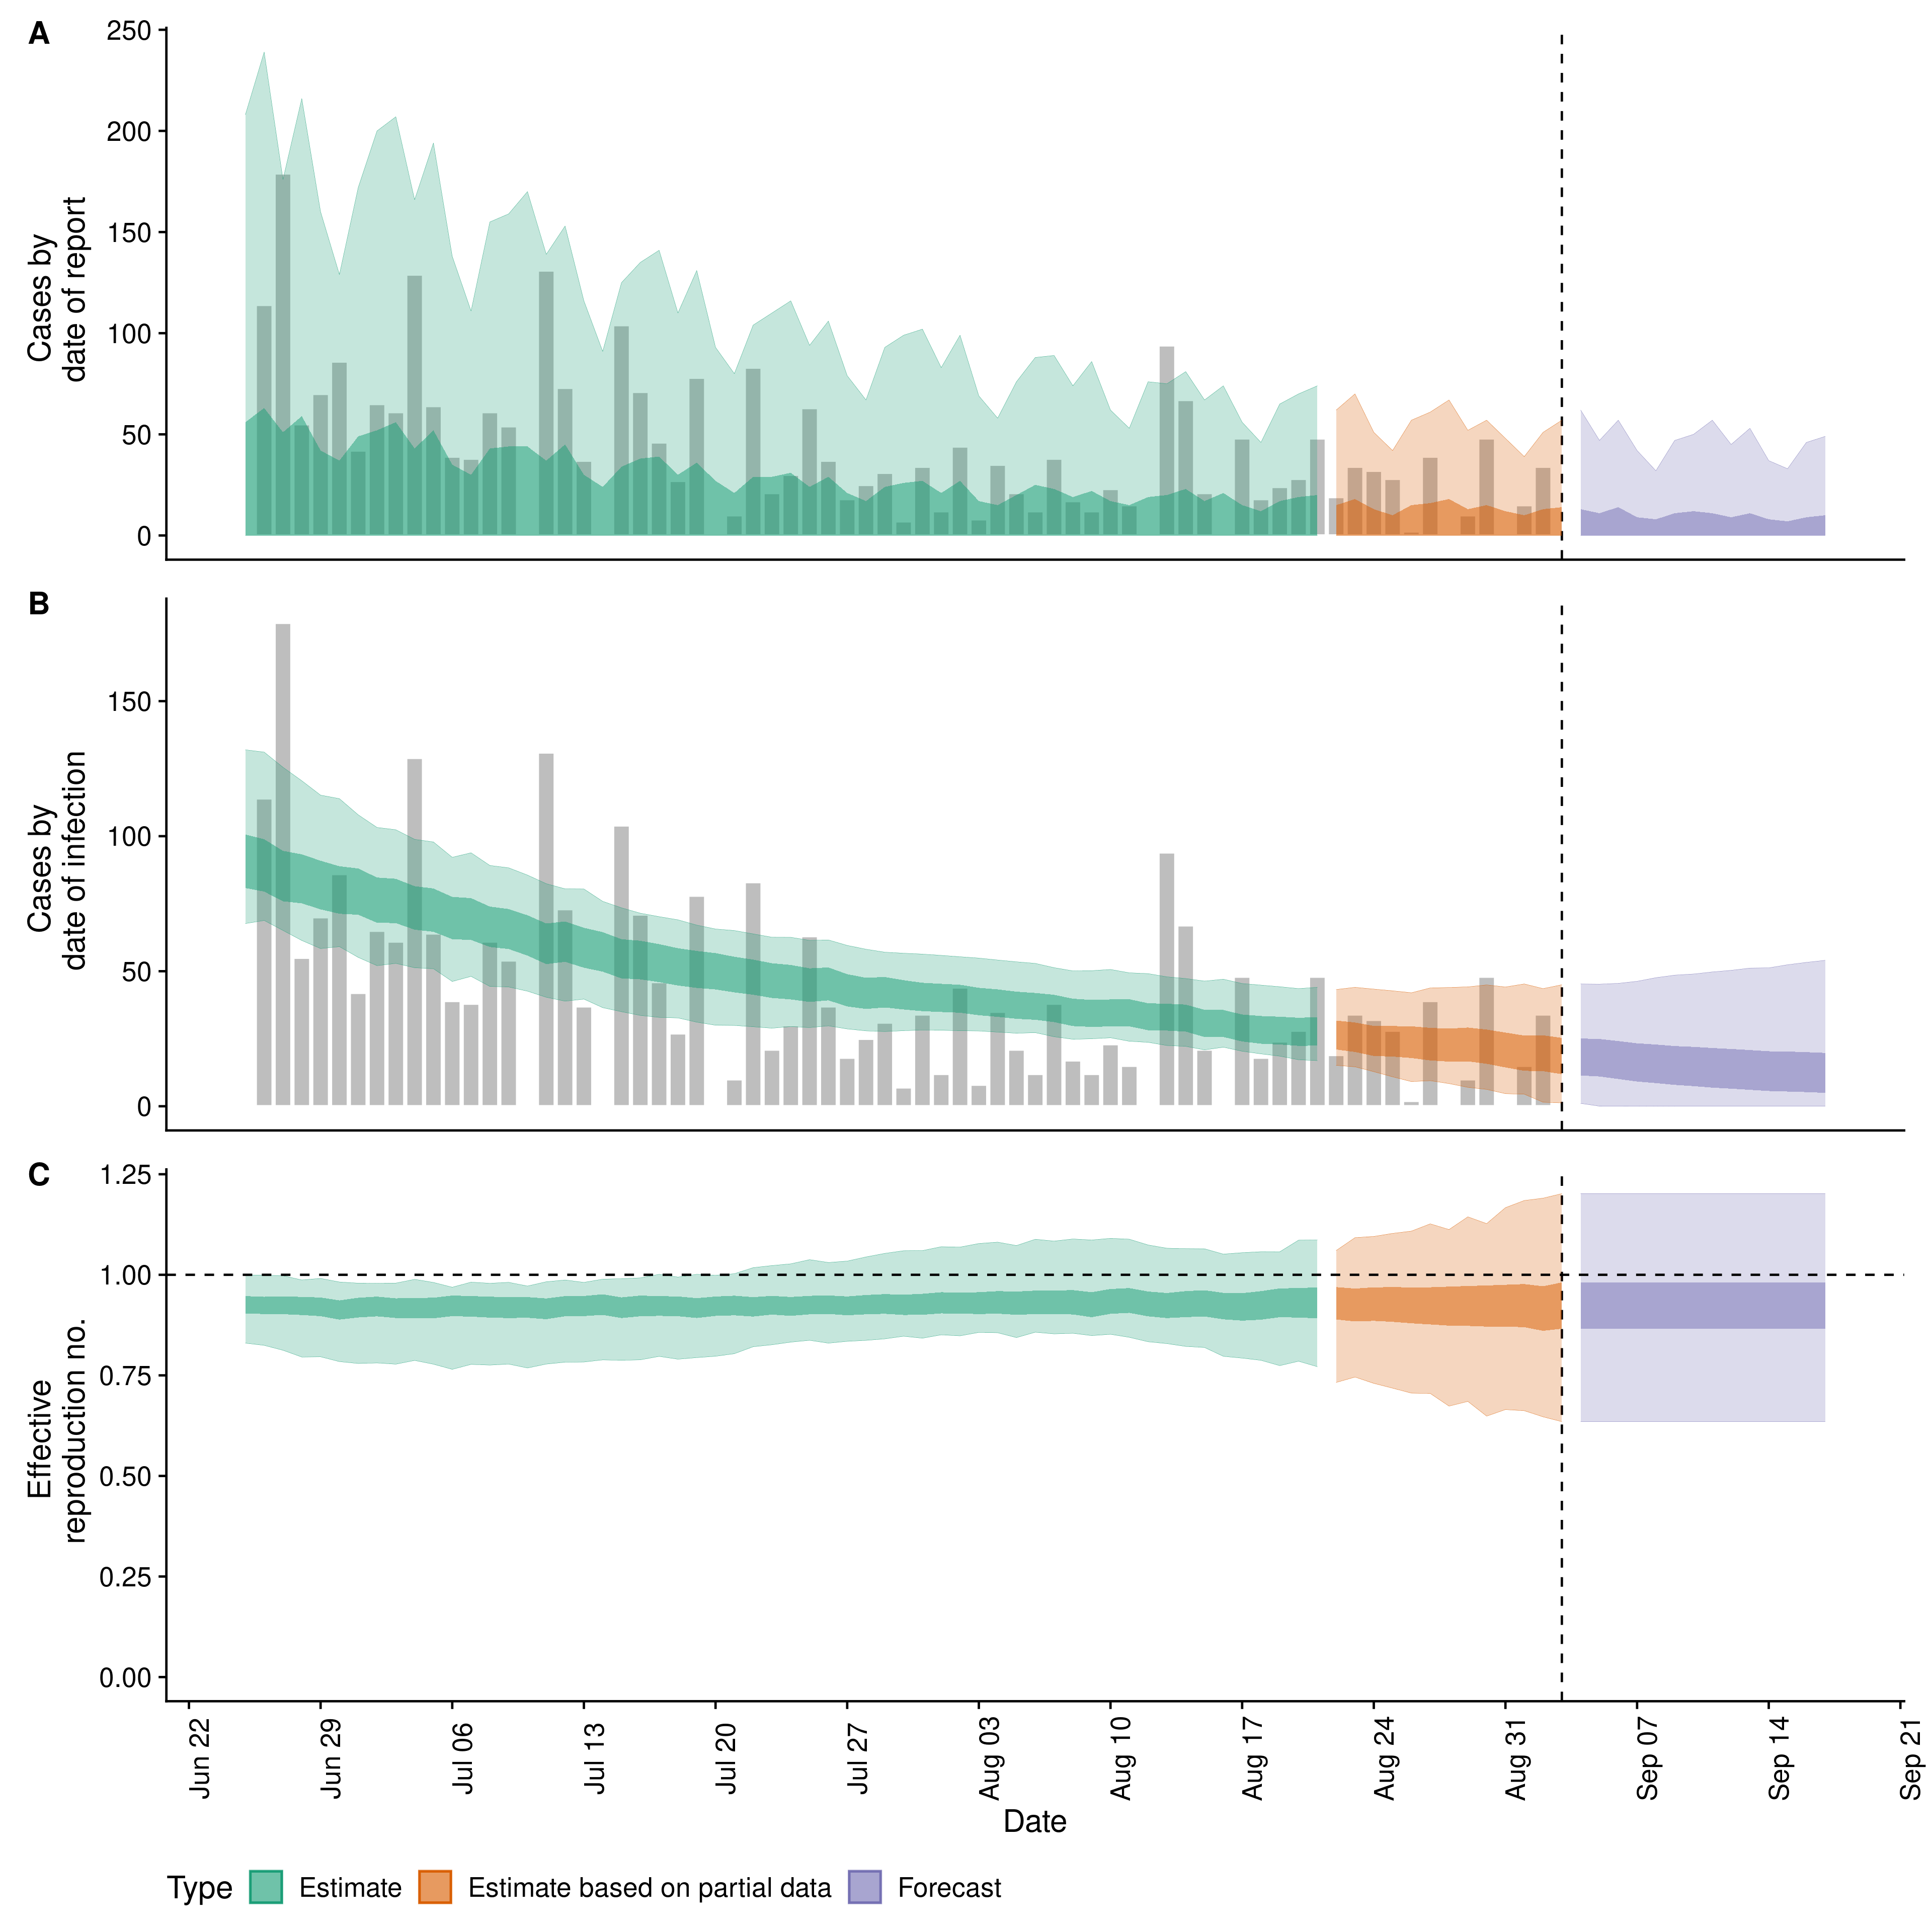 A
250
200
150
100
50
0
Cases by
date of report
B
150
100
50
0
Cases by
date of infection
C
1.25
1.00
0.75
0.50
0.25
0.00
Effective
reproduction no.
Jun 22
Jun 29
Jul 06
Jul 13
Jul 20
Jul 27
Aug 03
Aug 10
Aug 17
Aug 24
Aug 31
Sep 07
Sep 14
Sep 21
Date
Type Estimate Estimate based on partial data Forecast